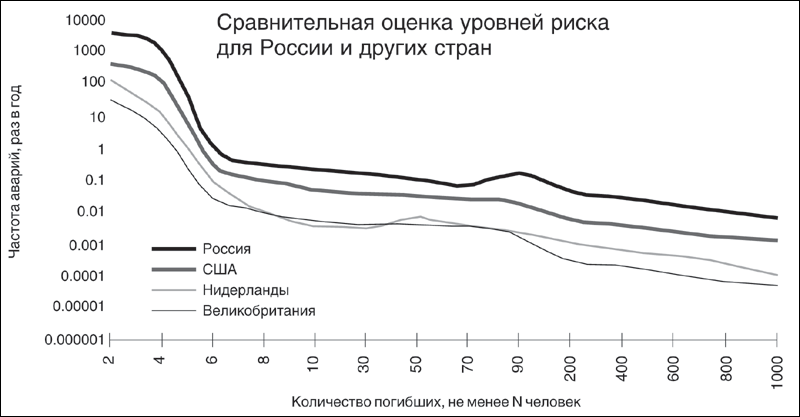 Сравнительная оценка уровней риска
для России и других стран
Частота аварий, раз в год
10000
1000
100
10
1
0.1
0.01
0.001
0.0001
0.00001
0.000001
Россия
США
Нидерланды
Великобритания
2 4 6 8 10 30 50 70 90 200 400 600 800 1000
Количество погибших, не менее N человек